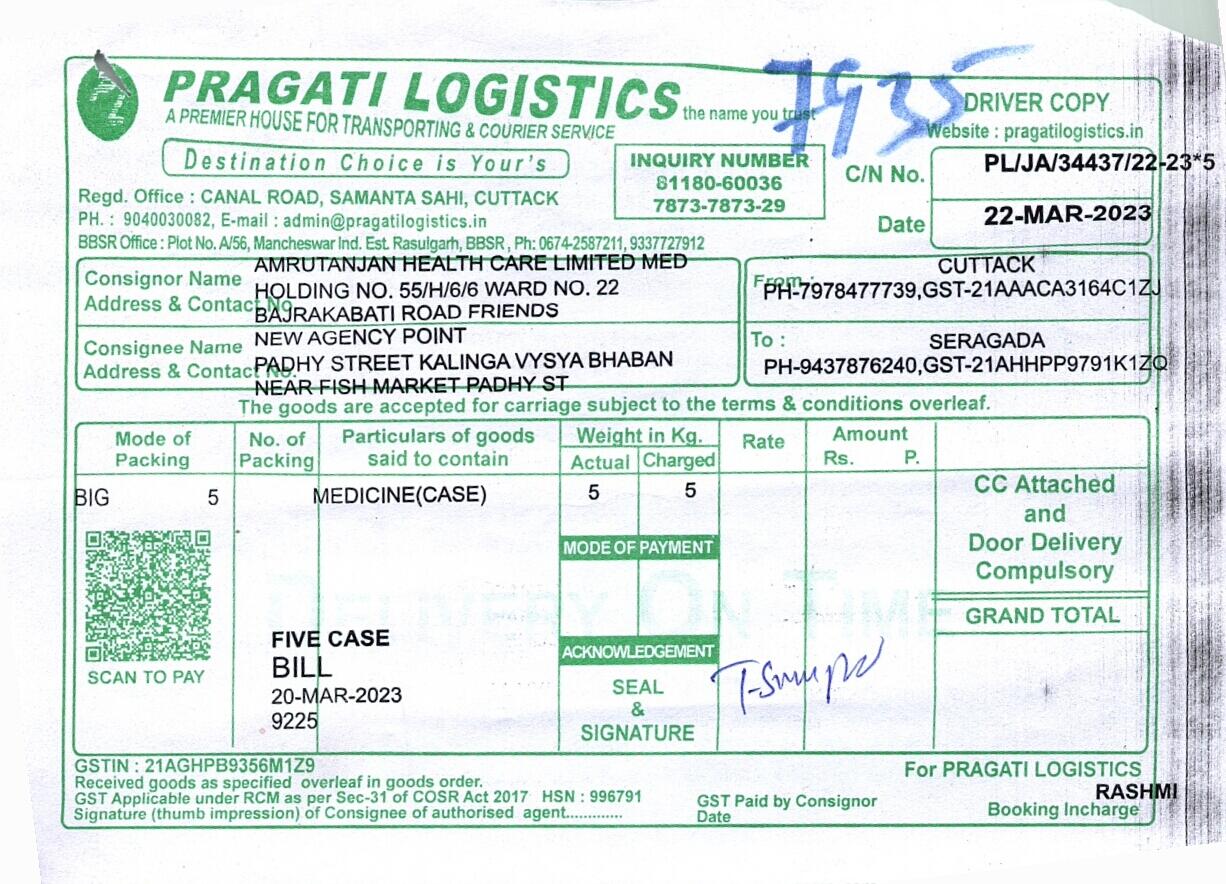 7935
PRAGATI LOGISTICS the name you trust
A PREMIER HOUSE FOR TRANSPORTING & COURIER SERVICE
Destination Choice is Your's
DRIVER COPY
Website : pragatilogistics.in
INQUIRY NUMBER
81180-60036
7873-7873-29
C/N No. PL/JA/34437/22-23*5
Date 22-MAR-2023
Regd. Office : CANAL ROAD, SAMANTA SAHI, CUTTACK
PH. : 9040030082, E-mail : admin@pragatilogistics.in
BBSR Office : Plot No. A/56, Mancheswar Ind. Est. Rasulgarh, BBSR , Ph: 0674-2587211, 9337727912
Consignor Name
Address & Contact No.
AMRUTANJAN HEALTH CARE LIMITED MED
HOLDING NO. 55/H/6/6 WARD NO. 22
BAJRAKABATI ROAD FRIENDS
From : CUTTACK
PH-7978477739,GST-21AAACA3164C1ZJ
Consignee Name
Address & Contact No.
NEW AGENCY POINT
PADHY STREET KALINGA VYSYA BHABAN
NEAR FISH MARKET PADHY ST
To : SERAGADA
PH-9437876240,GST-21AHHPP9791K1ZQ
The goods are accepted for carriage subject to the terms & conditions overleaf.
Mode of Packing
No. of Packing
Particulars of goods said to contain
Weight in Kg.
Actual Charged
Rate
Amount
Rs. P.
BIG 5 MEDICINE(CASE) 5 5
CC Attached
and
Door Delivery
Compulsory
MODE OF PAYMENT
DELIVERY ON TIME
GRAND TOTAL
SCAN TO PAY
FIVE CASE
BILL
20-MAR-2023
9225
ACKNOWLEDGEMENT
SEAL
&
SIGNATURE
GSTIN : 21AGHPB9356M1Z9
Received goods as specified overleaf in goods order.
GST Applicable under RCM as per Sec-31 of COSR Act 2017 HSN : 996791
Signature (thumb impression) of Consignee of authorised agent.............
GST Paid by Consignor
Date
For PRAGATI LOGISTICS
RASHMI
Booking Incharge